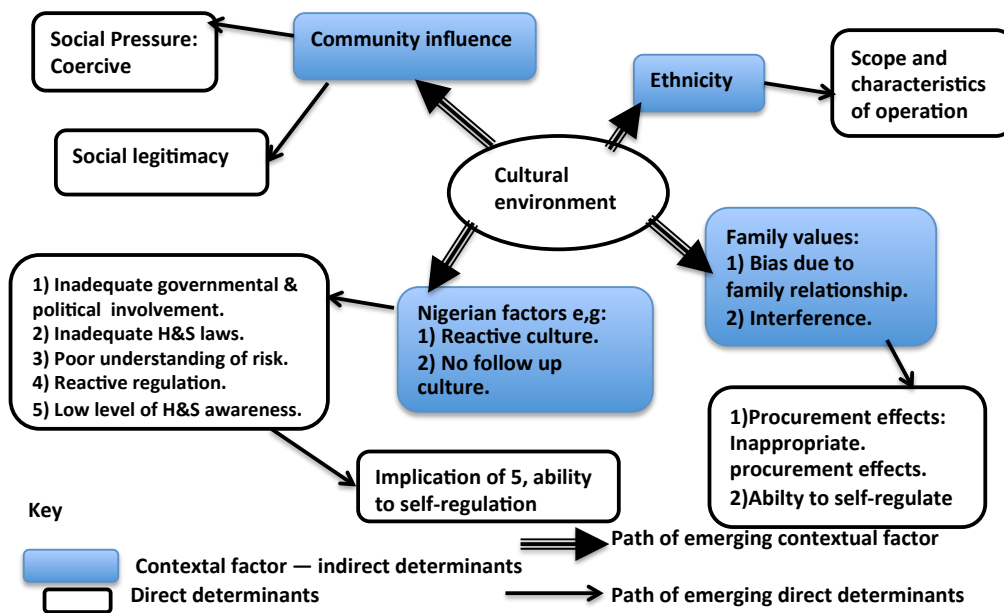 Social Pressure:
Coercive
Community influence
Ethnicity
Scope and
characteristics
of operation
Social legitimacy
Cultural
environment
Family values:
1) Bias due to
family relationship.
2) Interference.
1) Inadequate governmental &
political involvement.
2) Inadequate H&S laws.
3) Poor understanding of risk.
4) Reactive regulation.
5) Low level of H&S awareness.
Nigerian factors e,g:
1) Reactive culture.
2) No follow up
culture.
1)Procurement effects:
Inappropriate.
procurement effects.
2)Abilty to self-regulate
Implication of 5, ability
to self-regulation
Key
Path of emerging contextual factor
Contextal factor — indirect determinants
Direct determinants
Path of emerging direct determinants